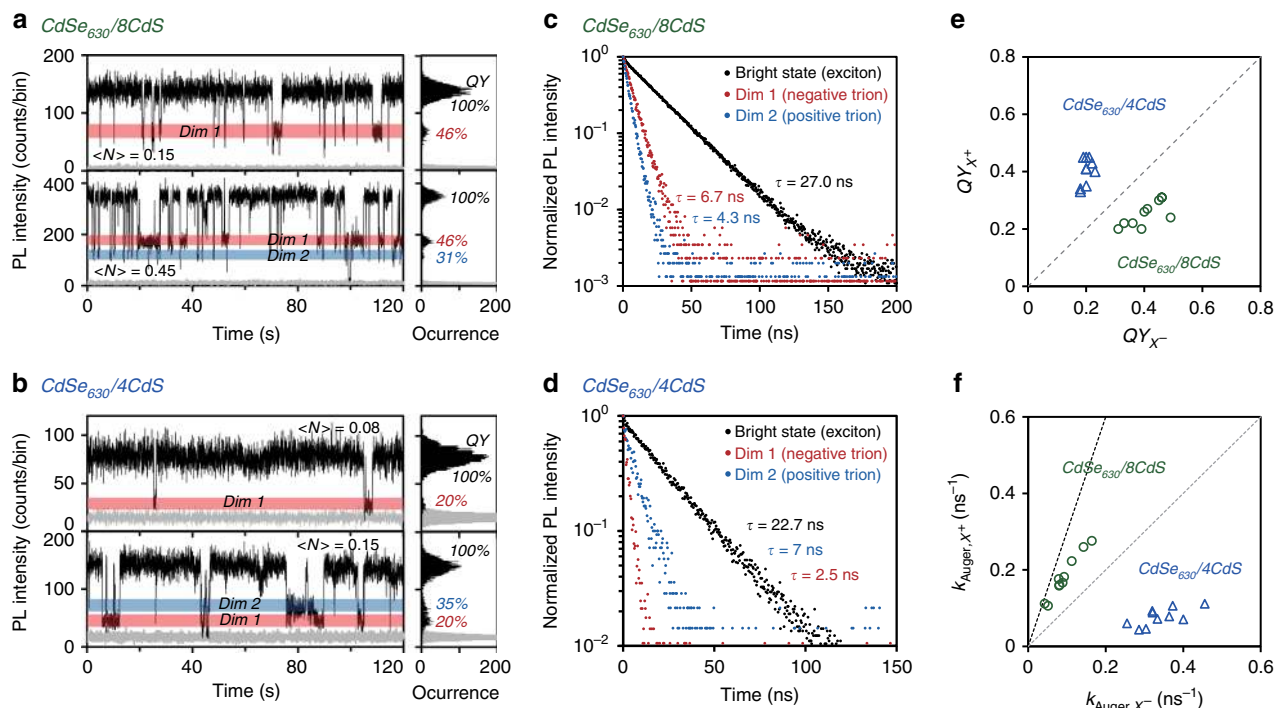 a
CdSe630/8CdS
PL intensity (counts/bin)
200
100
0
Dim 1
<N> = 0.15
QY
100%
46%
400
200
0
Dim 1
Dim 2
<N> = 0.45
100%
46%
31%
0
40
80
120
0
200
Time (s)
Ocurrence
b
CdSe630/4CdS
PL intensity (counts/bin)
100
50
0
<N> = 0.08
Dim 1
QY
100%
20%
200
100
0
<N> = 0.15
Dim 2
Dim 1
100%
35%
20%
0
40
80
120
0
200
Time (s)
Ocurrence
c
CdSe630/8CdS
Normalized PL intensity
10^0
10^-1
10^-2
10^-3
Bright state (exciton)
Dim 1 (negative trion)
Dim 2 (positive trion)
τ = 27.0 ns
τ = 6.7 ns
τ = 4.3 ns
0
50
100
150
200
Time (ns)
d
CdSe630/4CdS
Normalized PL intensity
10^0
10^-1
10^-2
Bright state (exciton)
Dim 1 (negative trion)
Dim 2 (positive trion)
τ = 22.7 ns
τ = 7 ns
τ = 2.5 ns
0
50
100
150
Time (ns)
e
QYX+
0.8
0.6
0.4
0.2
0
CdSe630/4CdS
CdSe630/8CdS
0
0.2
0.4
0.6
0.8
QYX−
f
kAuger,X+ (ns−1)
0.6
0.4
0.2
0
CdSe630/8CdS
CdSe630/4CdS
0
0.2
0.4
0.6
kAuger,X− (ns−1)